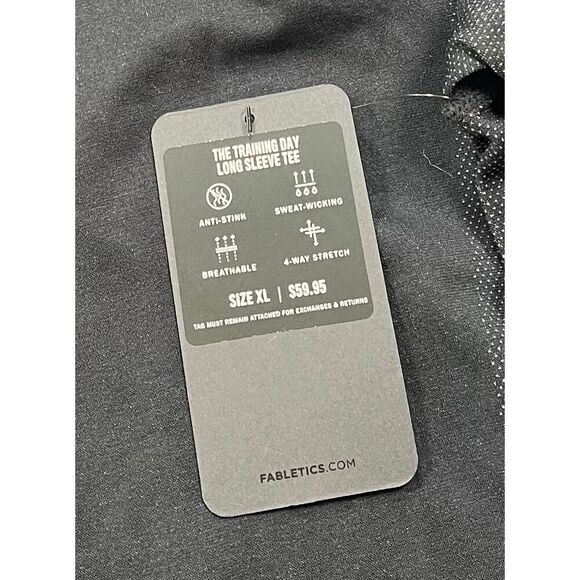 THE TRAINING DAY
LONG SLEEVE TEE
ANTI-STINK
SWEAT-WICKING
BREATHABLE
4-WAY STRETCH
SIZE XL | $59.95
TAG MUST REMAIN ATTACHED FOR EXCHANGES & RETURNS
FABLETICS.COM